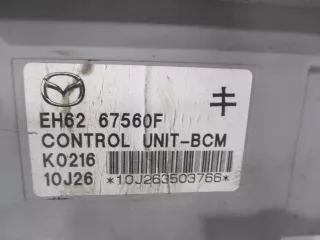 EH62 67560F
CONTROL UNIT-BCM
K0216
10J26 *10J263503766*